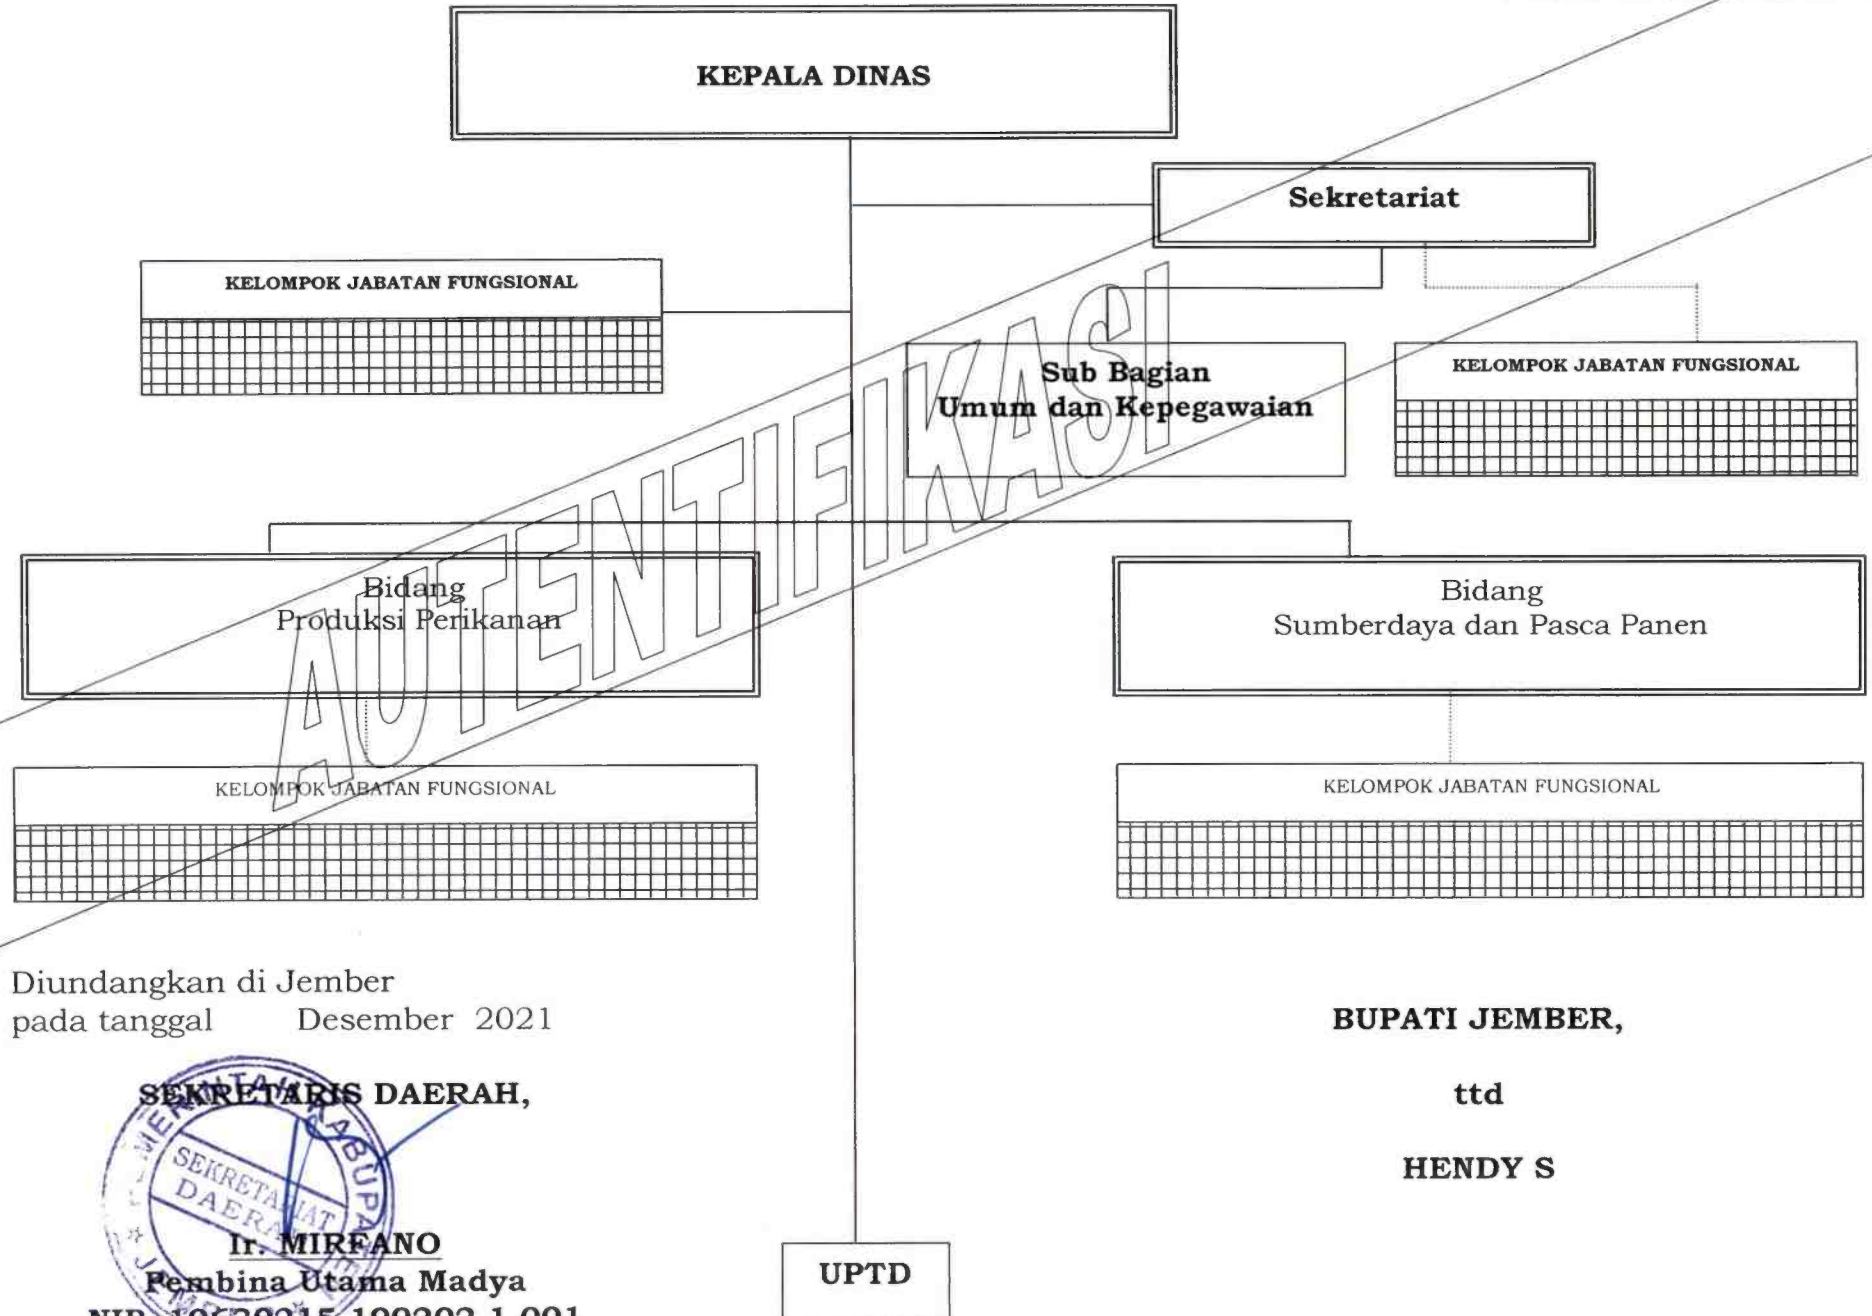 KEPALA DINAS
Sekretariat
KELOMPOK JABATAN FUNGSIONAL
Sub Bagian
Umum dan Kepegawaian
KELOMPOK JABATAN FUNGSIONAL
AUTENTIFIKASI
Bidang
Produksi Perikanan
Bidang
Sumberdaya dan Pasca Panen
KELOMPOK JABATAN FUNGSIONAL
KELOMPOK JABATAN FUNGSIONAL
Diundangkan di Jember
pada tanggal Desember 2021
SEKRETARIS DAERAH,
SEKRETARIAT
DAERAH
Ir. MIRFANO
Pembina Utama Madya
BUPATI JEMBER,
ttd
HENDY S
UPTD